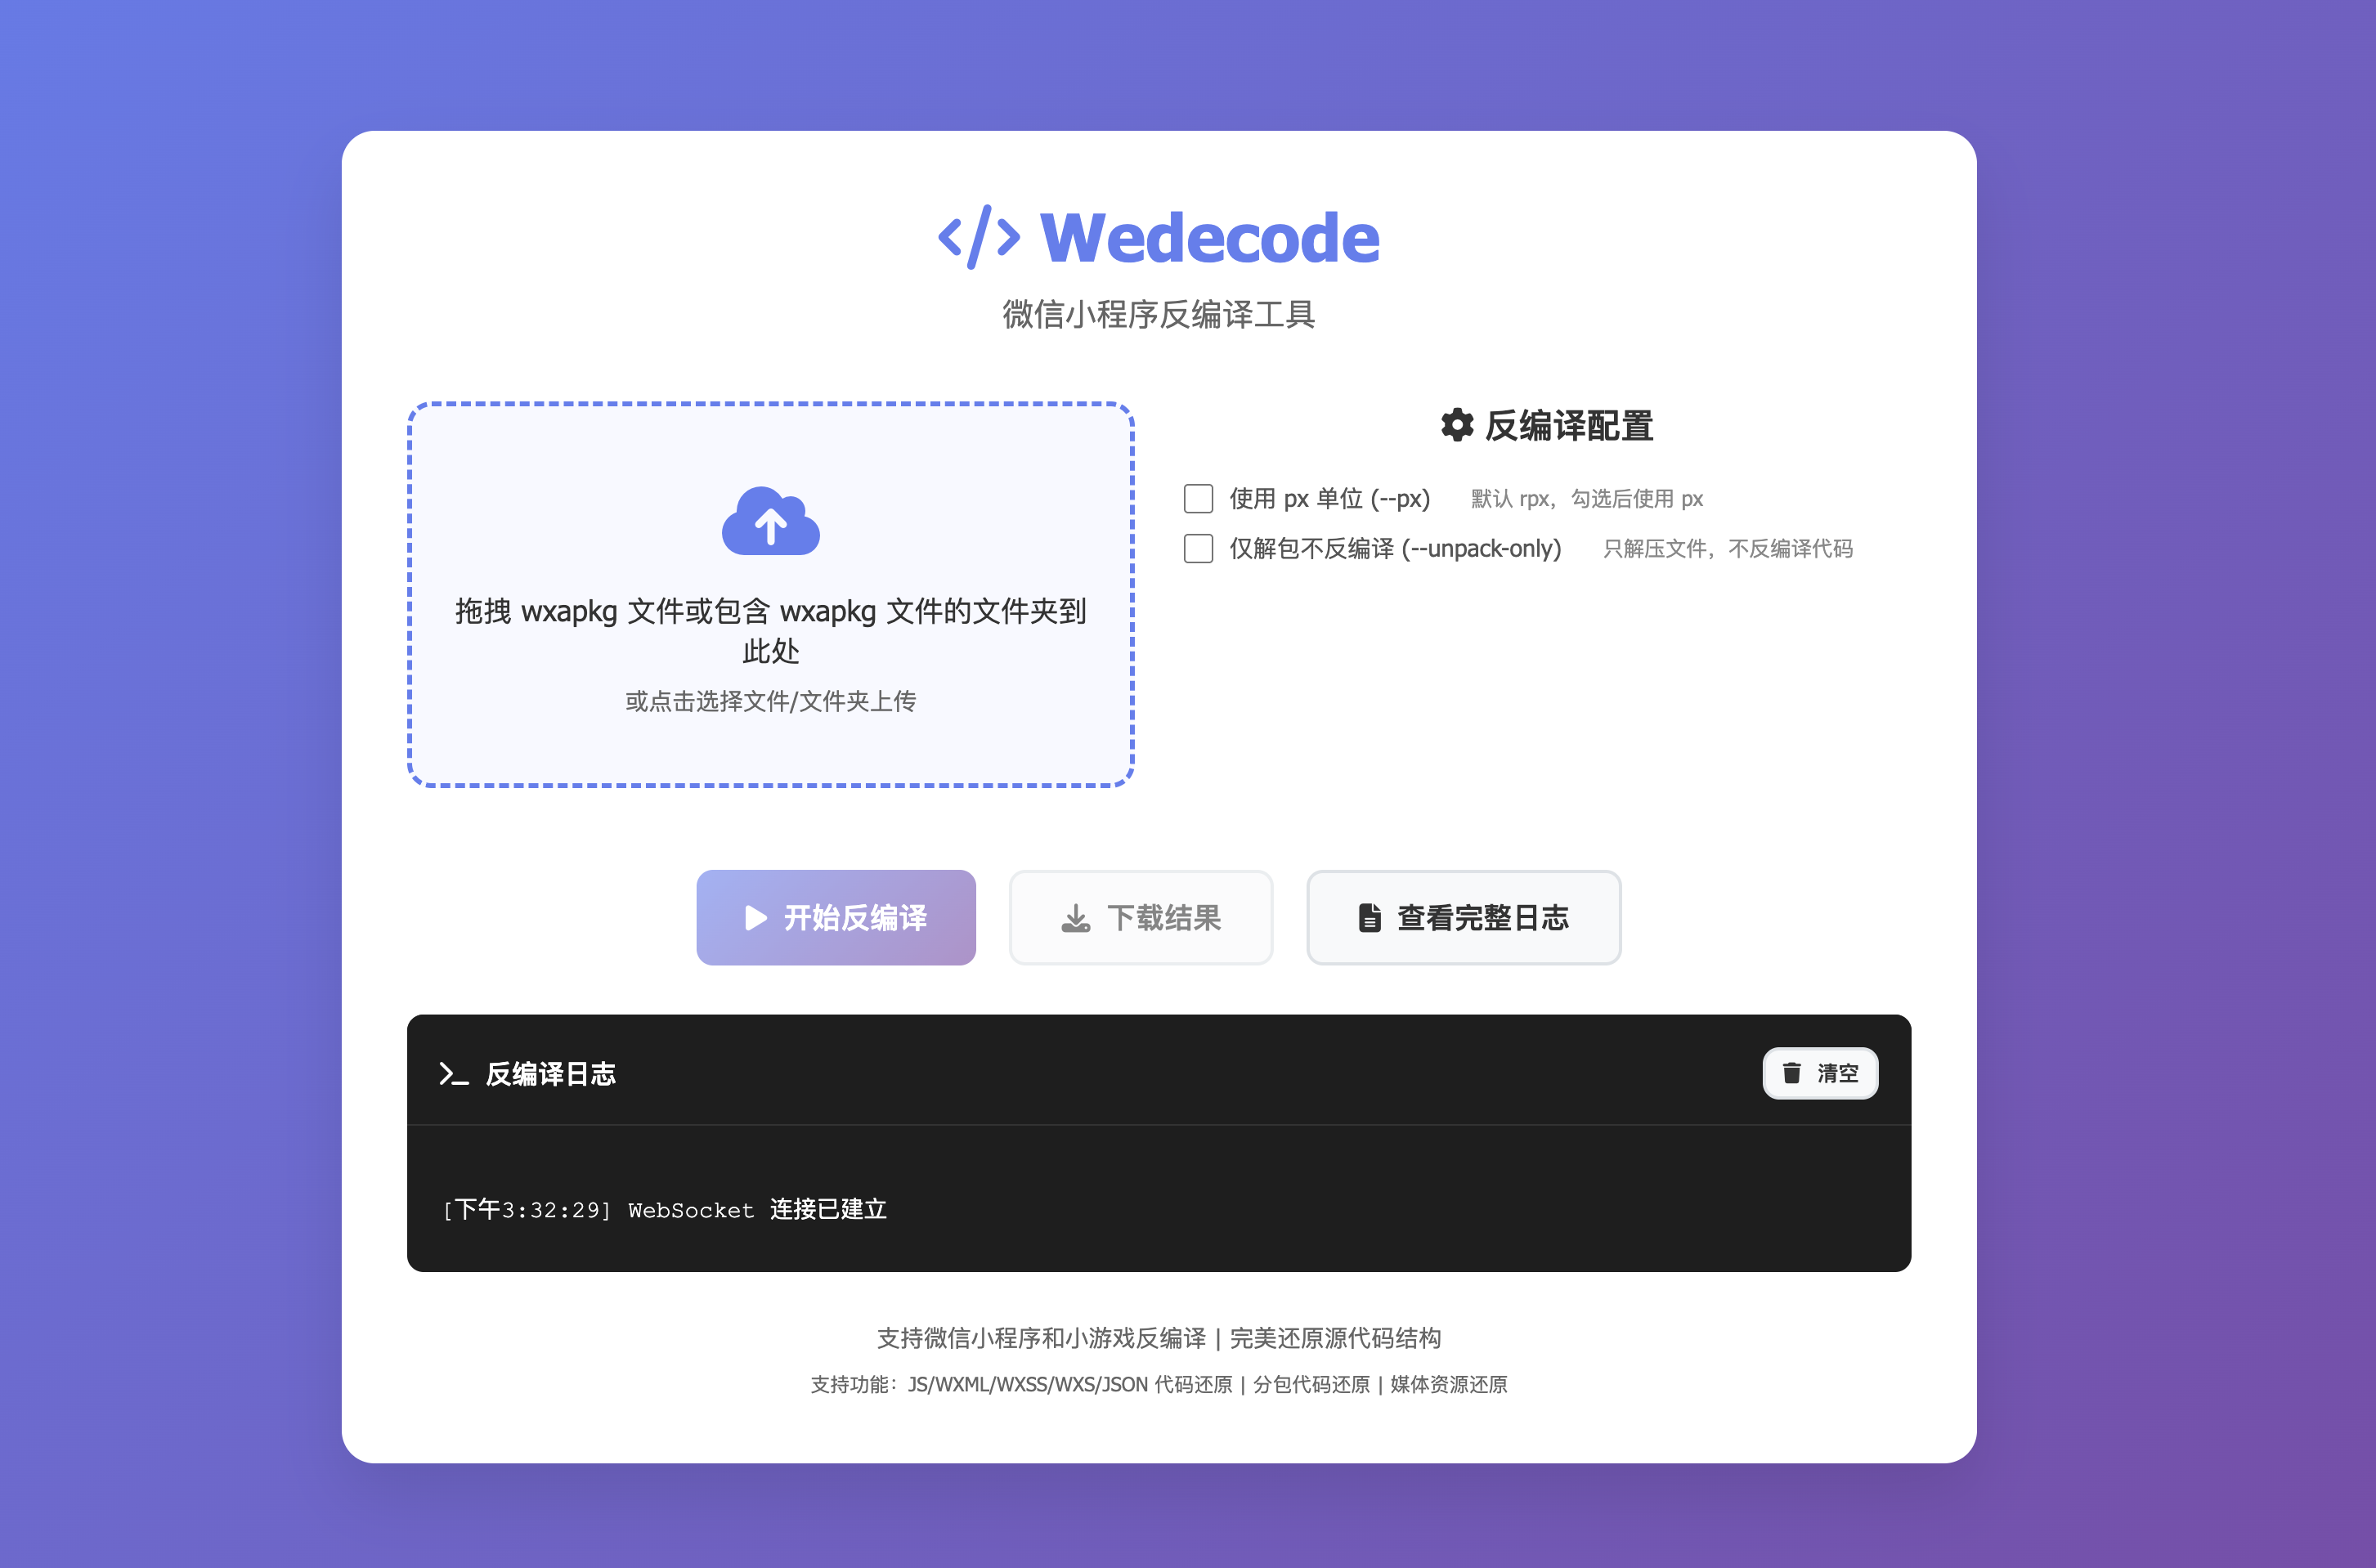 Wedecode
微信小程序反编译工具
拖拽 wxapkg 文件或包含 wxapkg 文件的文件夹到
此处
或点击选择文件/文件夹上传
反编译配置
使用 px 单位 (--px) 默认 rpx，勾选后使用 px
仅解包不反编译 (--unpack-only) 只解压文件，不反编译代码
开始反编译
下载结果
查看完整日志
反编译日志
清空
[下午3:32:29] WebSocket 连接已建立
支持微信小程序和小游戏反编译 | 完美还原源代码结构
支持功能：JS/WXML/WXSS/WXS/JSON 代码还原 | 分包代码还原 | 媒体资源还原